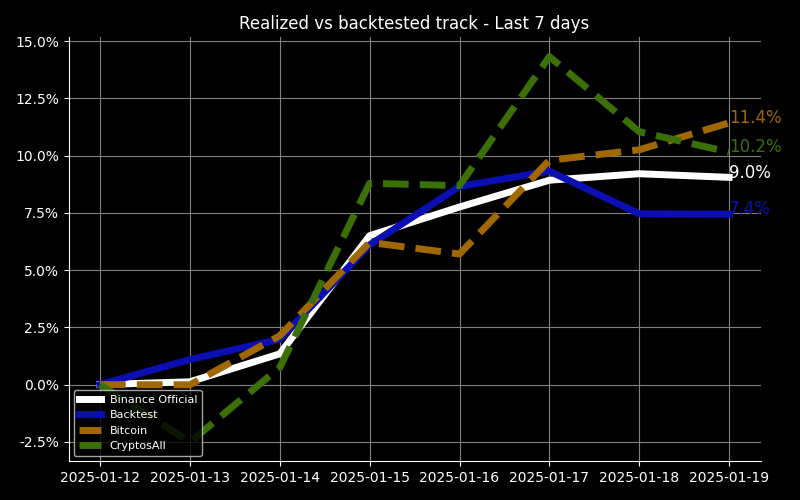 Realized vs backtested track - Last 7 days
15.0%
12.5%
10.0%
7.5%
5.0%
2.5%
0.0%
-2.5%
11.4%
10.2%
9.0%
7.4%
Binance Official
Backtest
Bitcoin
CryptosAll
2025-01-12 2025-01-13 2025-01-14 2025-01-15 2025-01-16 2025-01-17 2025-01-18 2025-01-19